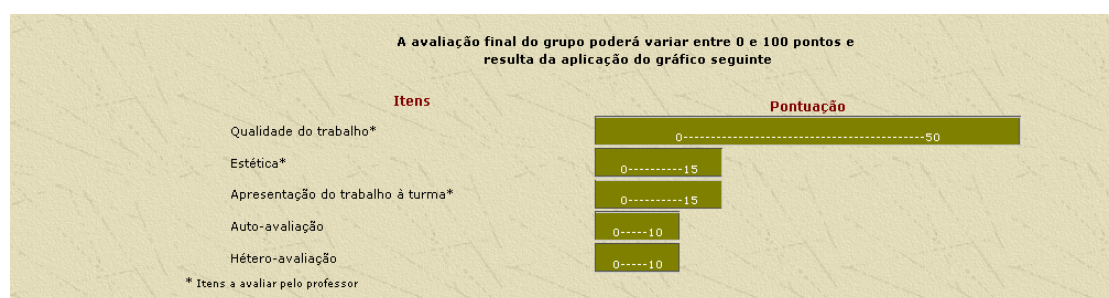 A avaliação final do grupo poderá variar entre 0 e 100 pontos e
resulta da aplicação do gráfico seguinte
Itens Pontuação
Qualidade do trabalho* 0-----------------------------------------50
Estética* 0----------15
Apresentação do trabalho à turma* 0----------15
Auto-avaliação 0-----10
Hétero-avaliação 0-----10
* Itens a avaliar pelo professor